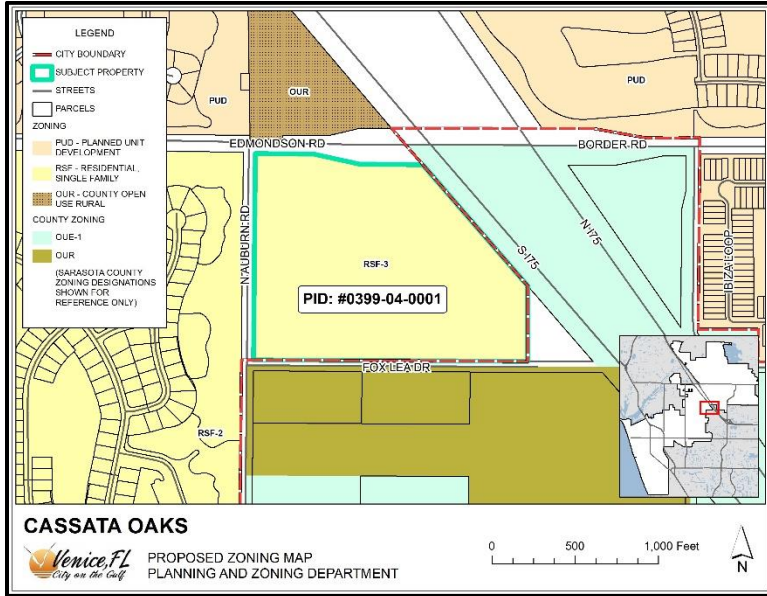 LEGEND
CITY BOUNDARY
SUBJECT PROPERTY
STREETS
PARCELS
ZONING
PUD - PLANNED UNIT
DEVELOPMENT
RSF - RESIDENTIAL,
SINGLE FAMILY
OUR - COUNTY OPEN
USE RURAL
COUNTY ZONING
OUE-1
OUR
(SARASOTA COUNTY
ZONING DESIGNATIONS
SHOWN FOR
REFERENCE ONLY)
PUD
OUR
PUD
EDMONDSON RD
BORDER RD
N AUBURN RD
S I75
N I75
IBIZA LOOP
RSF-3
PID: #0399-04-0001
FOX LEA DR
RSF-2
CASSATA OAKS
Venice, FL
City on the Gulf
PROPOSED ZONING MAP
PLANNING AND ZONING DEPARTMENT
0 500 1,000 Feet
N